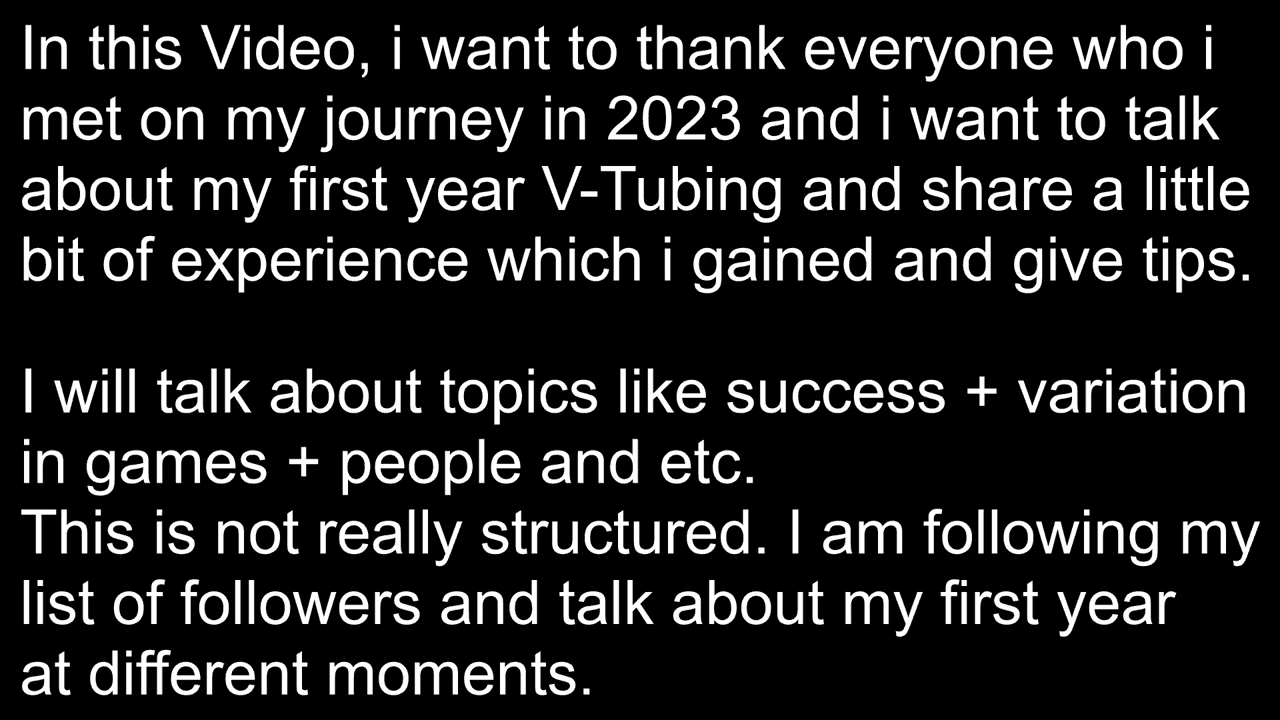 In this Video, i want to thank everyone who i
met on my journey in 2023 and i want to talk
about my first year V-Tubing and share a little
bit of experience which i gained and give tips.
I will talk about topics like success + variation
in games + people and etc.
This is not really structured. I am following my
list of followers and talk about my first year
at different moments.